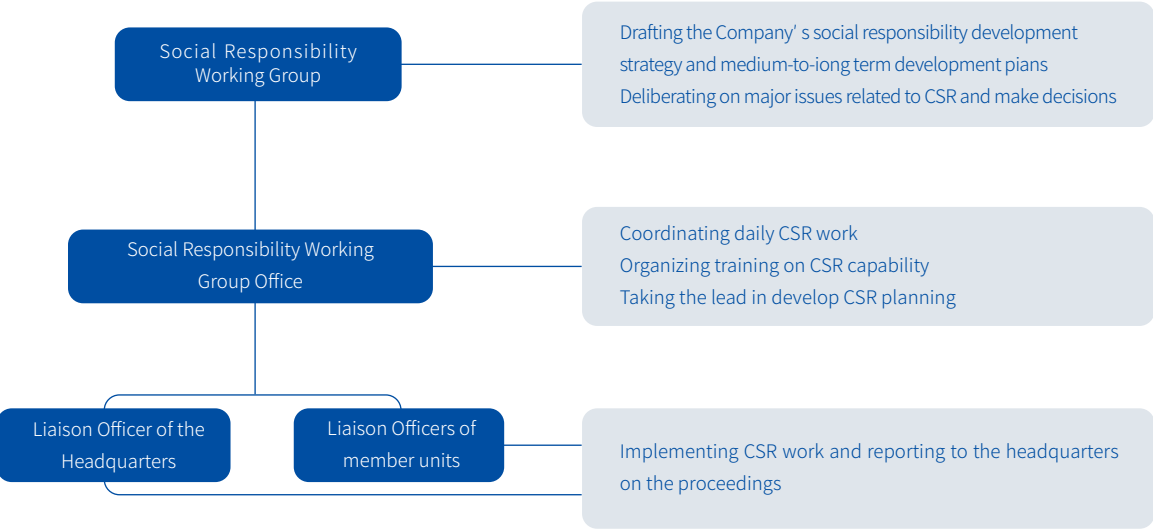 Social Responsibility
Working Group
Drafting the Company' s social responsibility development
strategy and medium-to-iong term development pians
Deliberating on major issues related to CSR and make decisions
Social Responsibility Working
Group Office
Coordinating daily CSR work
Organizing training on CSR capability
Taking the lead in develop CSR planning
Liaison Officer of the
Headquarters
Liaison Officers of
member units
Implementing CSR work and reporting to the headquarters
on the proceedings